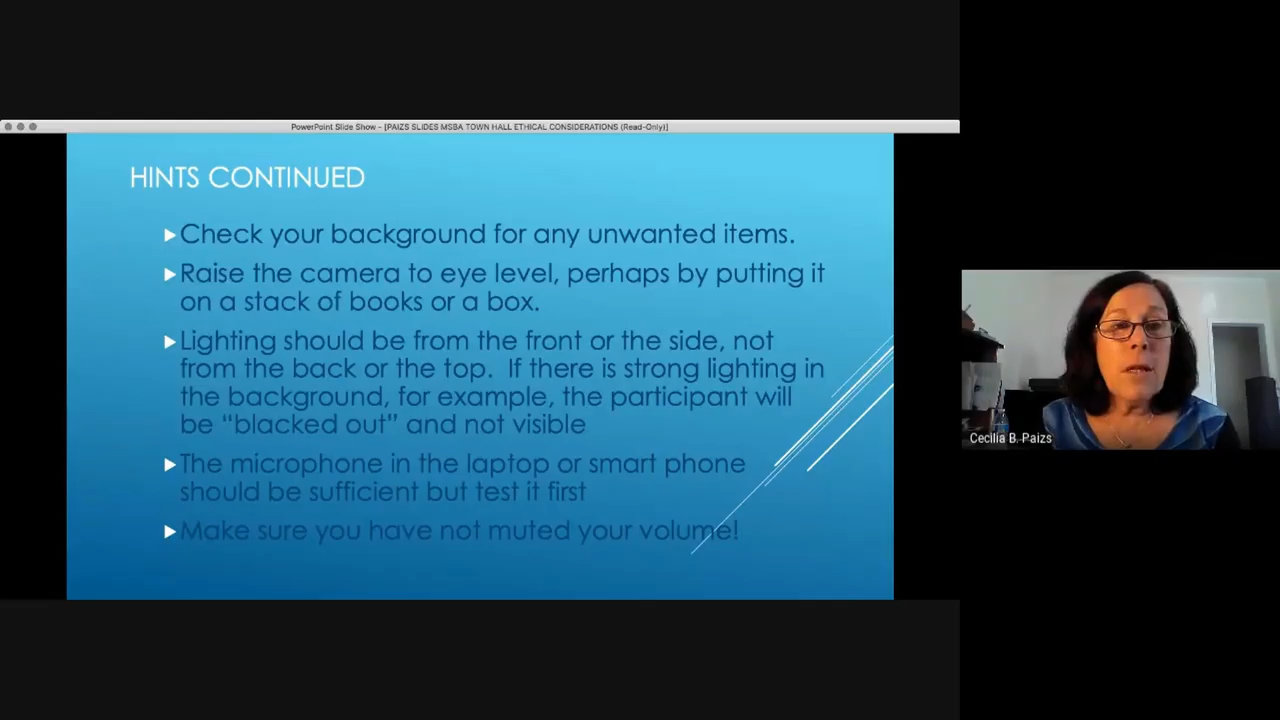 PowerPoint Slide Show - [PAIZS SLIDES MSBA TOWN HALL ETHICAL CONSIDERATIONS (Read-Only)]
HINTS CONTINUED
Check your background for any unwanted items.
Raise the camera to eye level, perhaps by putting it
on a stack of books or a box.
Lighting should be from the front or the side, not
from the back or the top.  If there is strong lighting in
the background, for example, the participant will
be “blacked out” and not visible
The microphone in the laptop or smart phone
should be sufficient but test it first
Make sure you have not muted your volume!
Cecilia B. Paizs